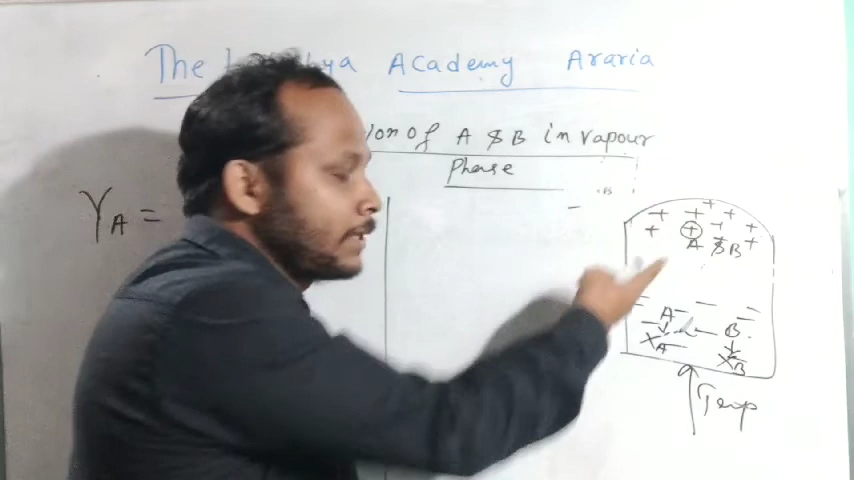 The Academy Araria
of A & B in vapour
Phase
Y_A =
+ + + + +
+ ⊕ + + +
A & B
A B
X_A X_B
Temp